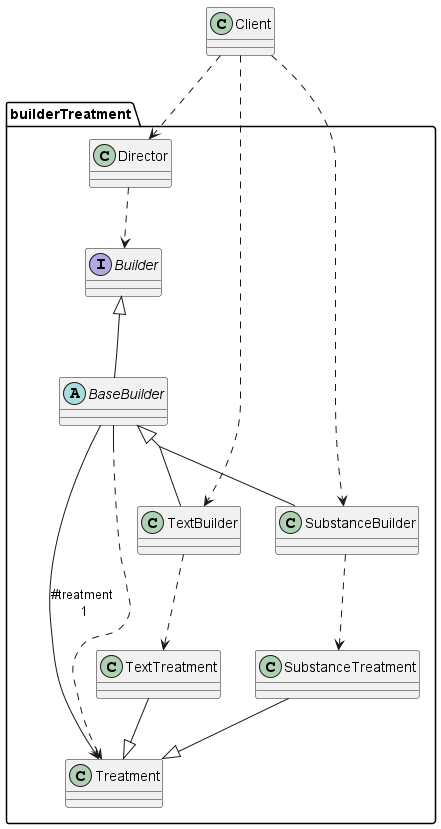 C Client
builderTreatment
C Director
I Builder
A BaseBuilder
C TextBuilder
C SubstanceBuilder
#treatment
1
C TextTreatment
C SubstanceTreatment
C Treatment